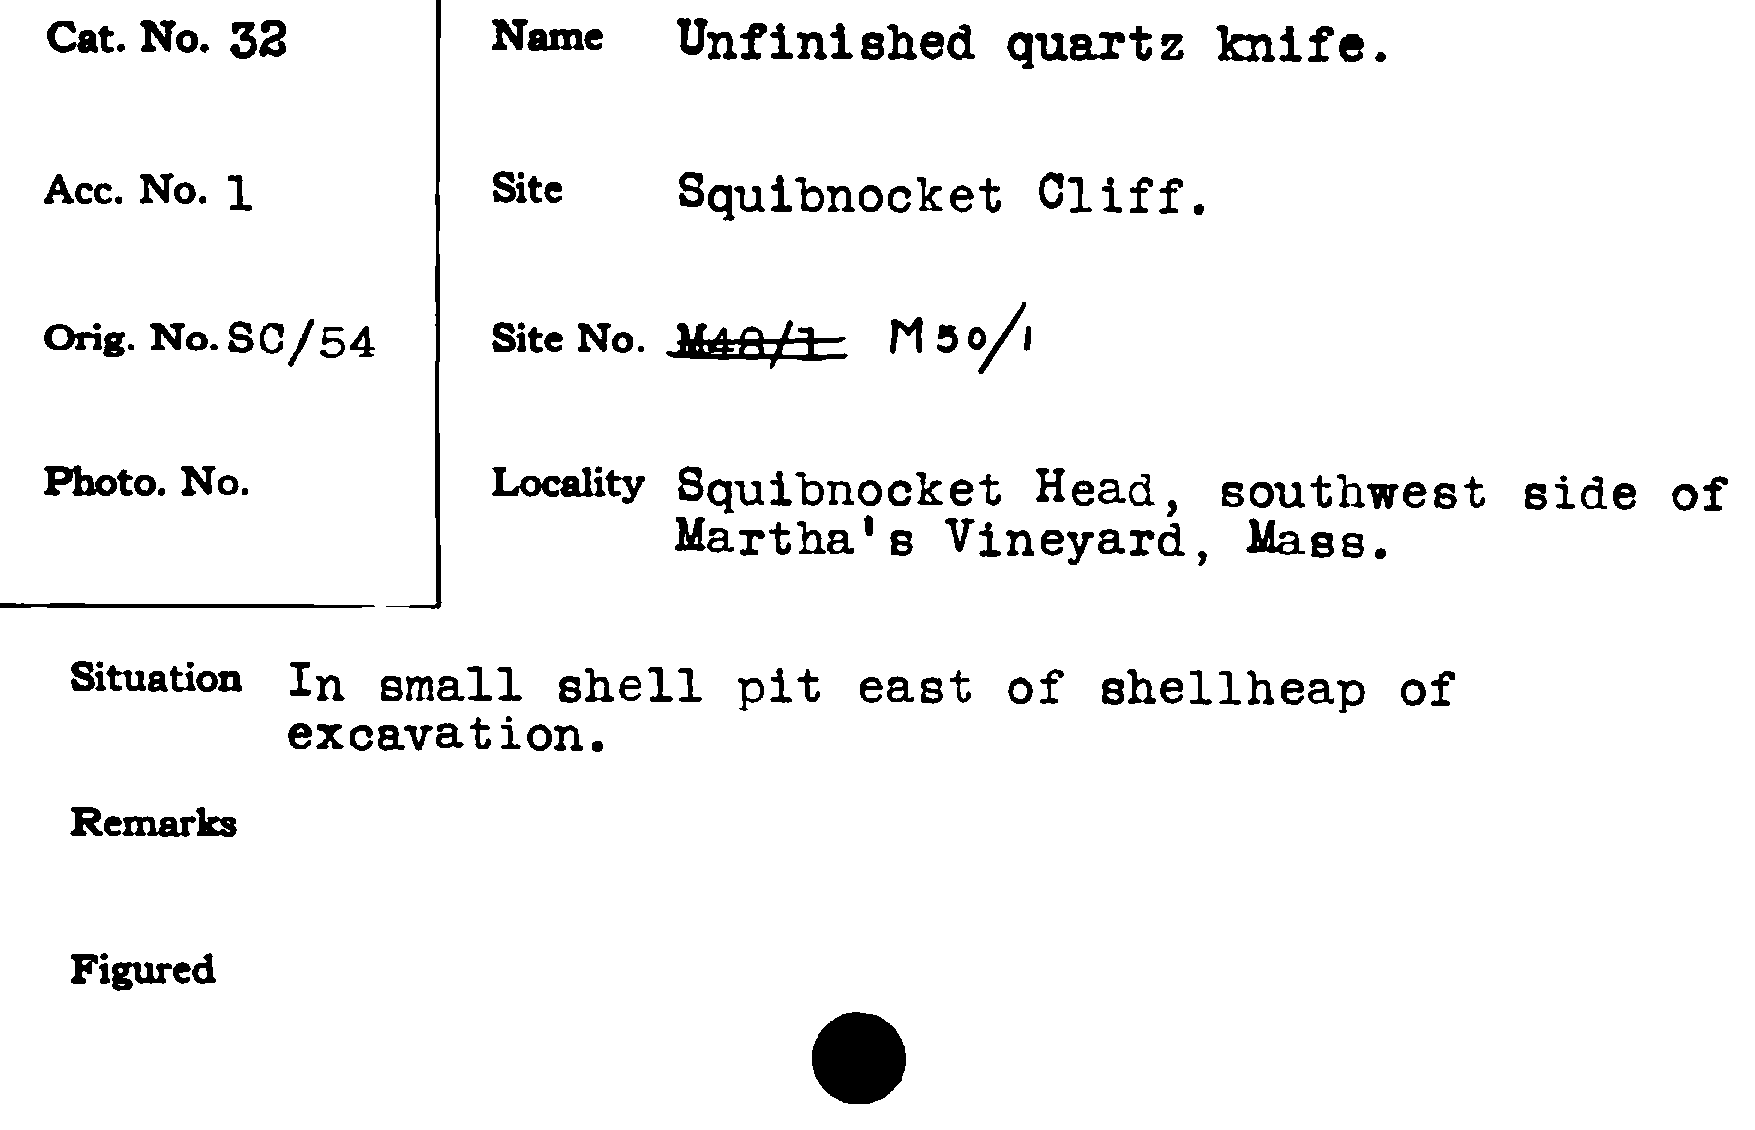 Cat. No. 32
Name Unfinished quartz knife.
Acc. No. 1
Site Squibnocket Cliff.
Orig. No. SC/54
Site No. M48/1 M50/1
Photo. No.
Locality Squibnocket Head, southwest side of
Martha's Vineyard, Mass.
Situation In small shell pit east of shellheap of
excavation.
Remarks
Figured